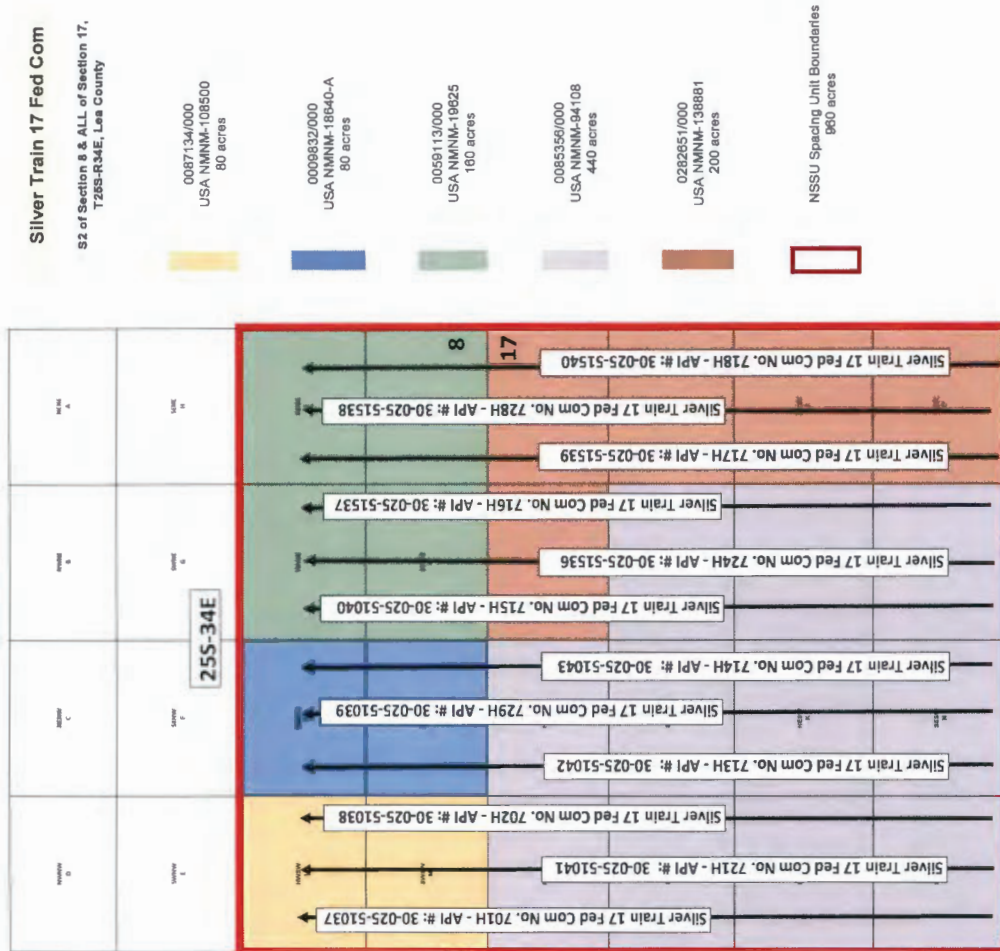 Silver Train 17 Fed Com
S2 of Section 8 & ALL of Section 17,
T25S-R34E, Lea County
0087134/000
USA NMNM-108500
80 acres
0009832/000
USA NMNM-18640-A
80 acres
0059113/000
USA NMNM-19625
160 acres
0085356/000
USA NMNM-94108
440 acres
0282651/000
USA NMNM-138881
200 acres
NSSU Spacing Unit Boundaries
960 acres
NWNW
D
NENW
C
NWNE
B
NENE
A
SWNW
E
SENW
F
SWNE
G
SENE
H
25S-34E
8
17
Silver Train 17 Fed Com No. 701H - API #: 30-025-51037
Silver Train 17 Fed Com No. 721H - API #: 30-025-51041
Silver Train 17 Fed Com No. 702H - API #: 30-025-51038
Silver Train 17 Fed Com No. 713H - API #: 30-025-51042
Silver Train 17 Fed Com No. 729H - API #: 30-025-51039
Silver Train 17 Fed Com No. 714H - API #: 30-025-51043
Silver Train 17 Fed Com No. 715H - API #: 30-025-51040
Silver Train 17 Fed Com No. 724H - API #: 30-025-51536
Silver Train 17 Fed Com No. 716H - API #: 30-025-51537
Silver Train 17 Fed Com No. 717H - API #: 30-025-51539
Silver Train 17 Fed Com No. 728H - API #: 30-025-51538
Silver Train 17 Fed Com No. 718H - API #: 30-025-51540